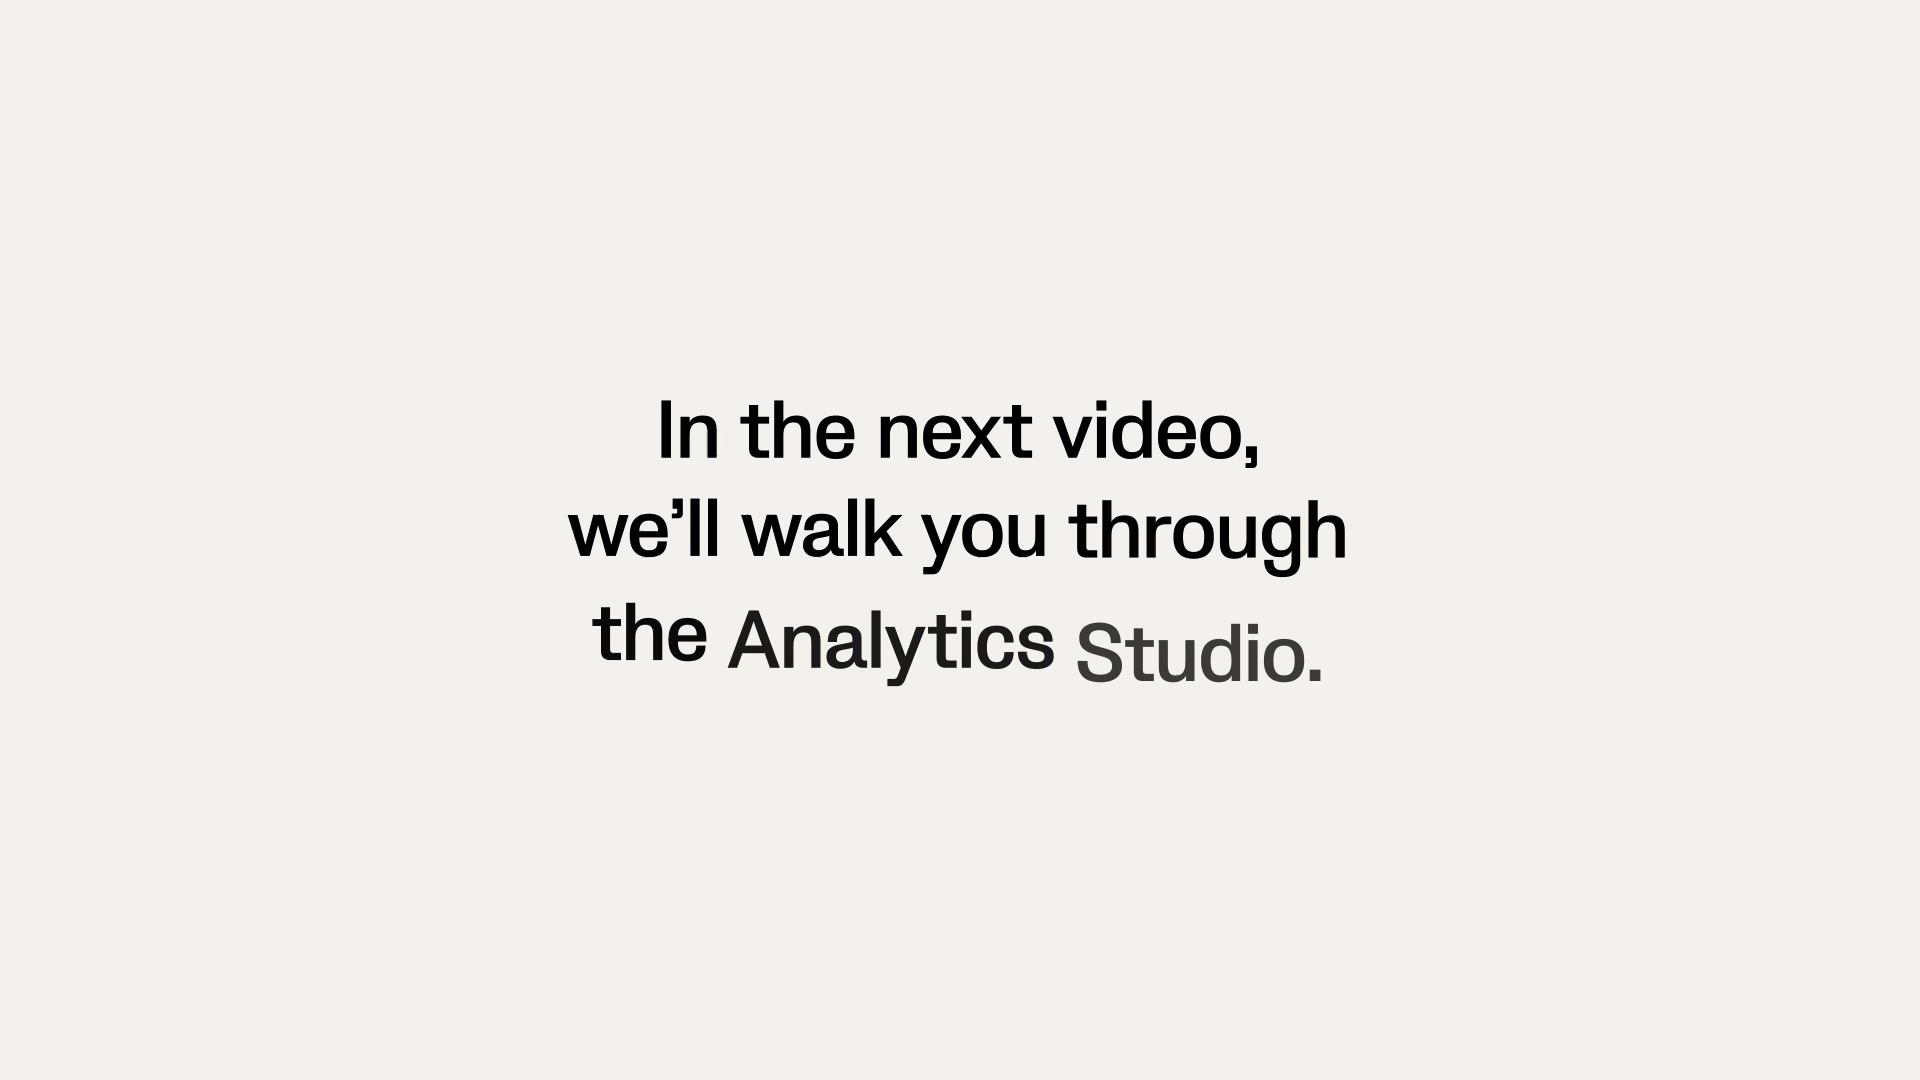 In the next video,
we’ll walk you through
the Analytics Studio.